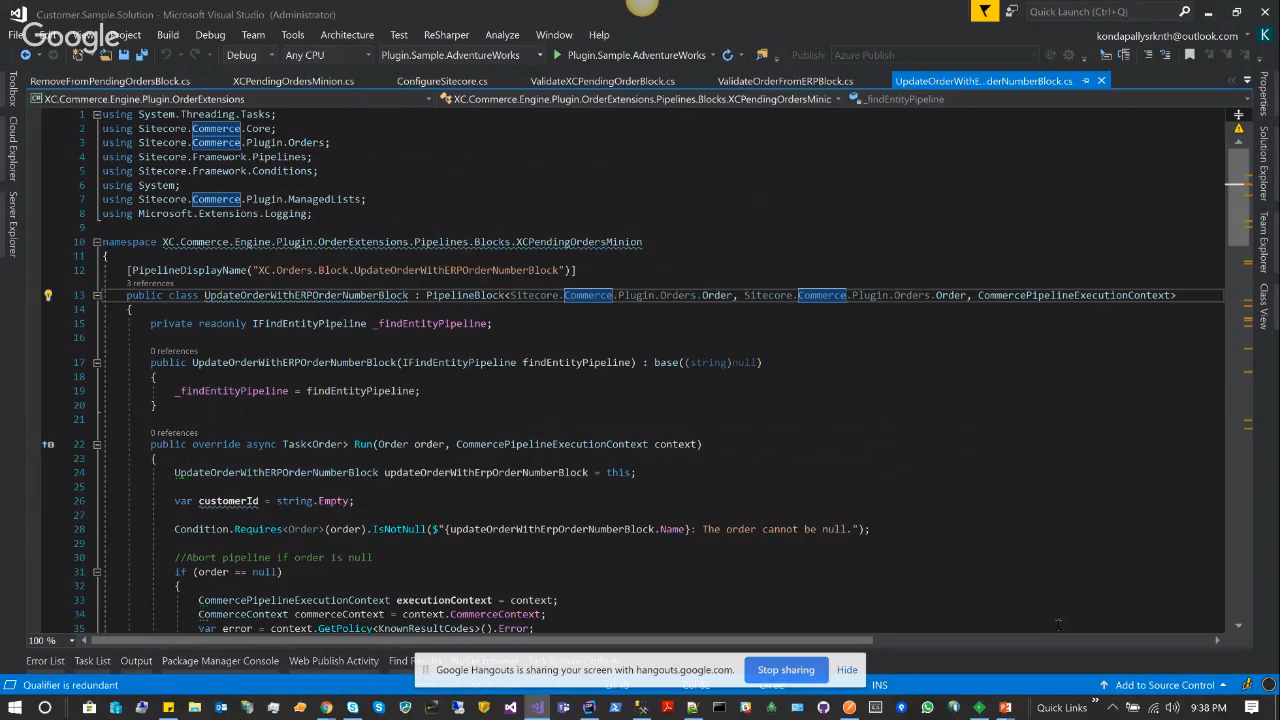 Customer.Sample.Solution - Microsoft Visual Studio (Administrator)
Quick Launch (Ctrl+Q)
Google
File Project Build Debug Team Tools Architecture Test ReSharper Analyze Window Help
kondapallysrknth@outlook.com K
Debug Any CPU Plugin.Sample.AdventureWorks Plugin.Sample.AdventureWorks Publish: Azure Publish
RemoveFromPendingOrdersBlock.cs XCPendingOrdersMinion.cs ConfigureSitecore.cs ValidateXCPendingOrderBlock.cs ValidateOrderFromERPBlock.cs UpdateOrderWithE...derNumberBlock.cs
XC.Commerce.Engine.Plugin.OrderExtensions XC.Commerce.Engine.Plugin.OrderExtensions.Pipelines.Blocks.XCPendingOrdersMinic _findEntityPipeline
Cloud Explorer
Server Explorer
Properties
Solution Explorer
Team Explorer
Class View
1 using System.Threading.Tasks;
2 using Sitecore.Commerce.Core;
3 using Sitecore.Commerce.Plugin.Orders;
4 using Sitecore.Framework.Pipelines;
5 using Sitecore.Framework.Conditions;
6 using System;
7 using Sitecore.Commerce.Plugin.ManagedLists;
8 using Microsoft.Extensions.Logging;
9
10 namespace XC.Commerce.Engine.Plugin.OrderExtensions.Pipelines.Blocks.XCPendingOrdersMinion
11 {
12 [PipelineDisplayName("XC.Orders.Block.UpdateOrderWithERPOrderNumberBlock")]
3 references
13 public class UpdateOrderWithERPOrderNumberBlock : PipelineBlock<Sitecore.Commerce.Plugin.Orders.Order, Sitecore.Commerce.Plugin.Orders.Order, CommercePipelineExecutionContext>
14 {
15 private readonly IFindEntityPipeline _findEntityPipeline;
16
0 references
17 public UpdateOrderWithERPOrderNumberBlock(IFindEntityPipeline findEntityPipeline) : base((string)null)
18 {
19 _findEntityPipeline = findEntityPipeline;
20 }
21
0 references
22 public override async Task<Order> Run(Order order, CommercePipelineExecutionContext context)
23 {
24 UpdateOrderWithERPOrderNumberBlock updateOrderWithErpOrderNumberBlock = this;
25
26 var customerId = string.Empty;
27
28 Condition.Requires<Order>(order).IsNotNull($"{updateOrderWithErpOrderNumberBlock.Name}: The order cannot be null.");
29
30 //Abort pipeline if order is null
31 if (order == null)
32 {
33 CommercePipelineExecutionContext executionContext = context;
34 CommerceContext commerceContext = context.CommerceContext;
35 var error = context.GetPolicy<KnownResultCodes>().Error;
100 %
Error List Task List Output Package Manager Console Web Publish Activity
Google Hangouts is sharing your screen with hangouts.google.com. Stop sharing Hide
Qualifier is redundant INS Add to Source Control
Quick Links 9:38 PM